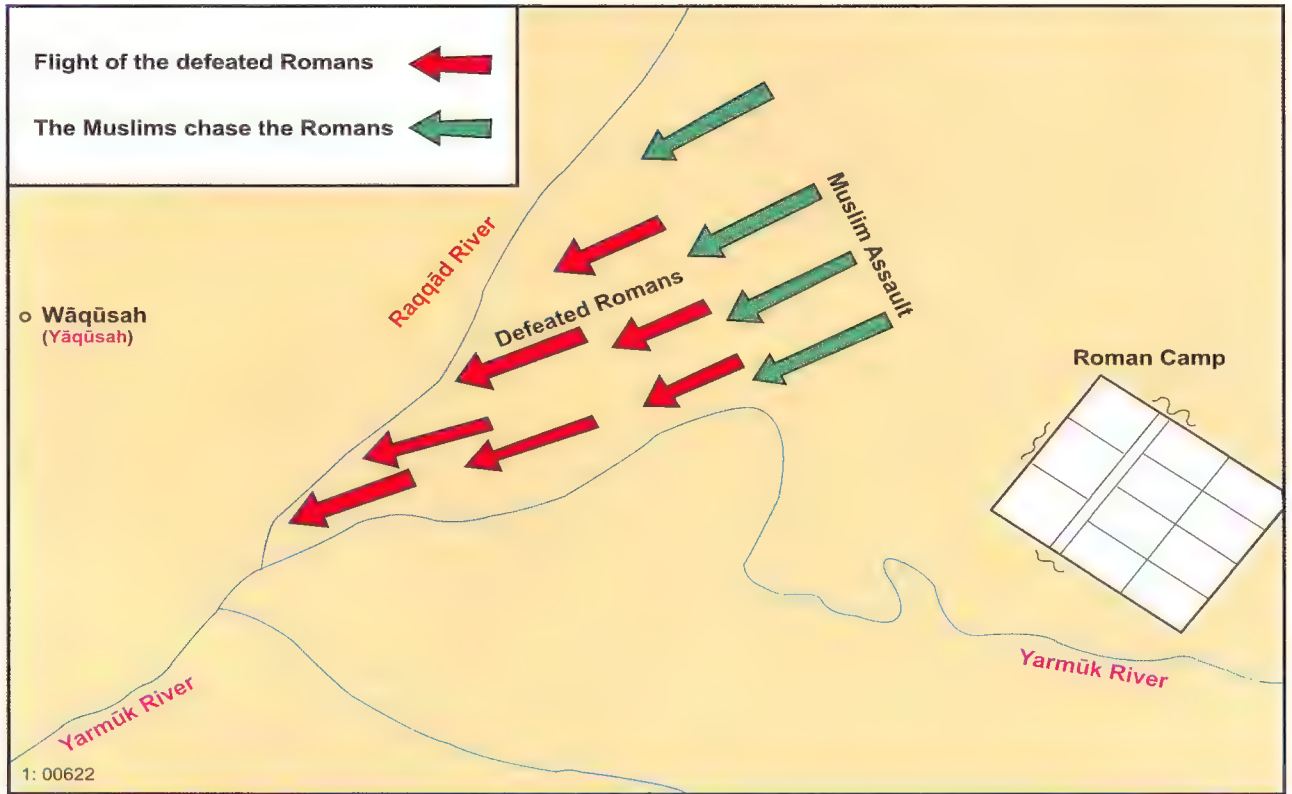 Flight of the defeated Romans
The Muslims chase the Romans
Raqqād River
Muslim Assault
Defeated Romans
Wāqūsah
(Yāqūsah)
Roman Camp
Yarmūk River
Yarmūk River
1: 00622